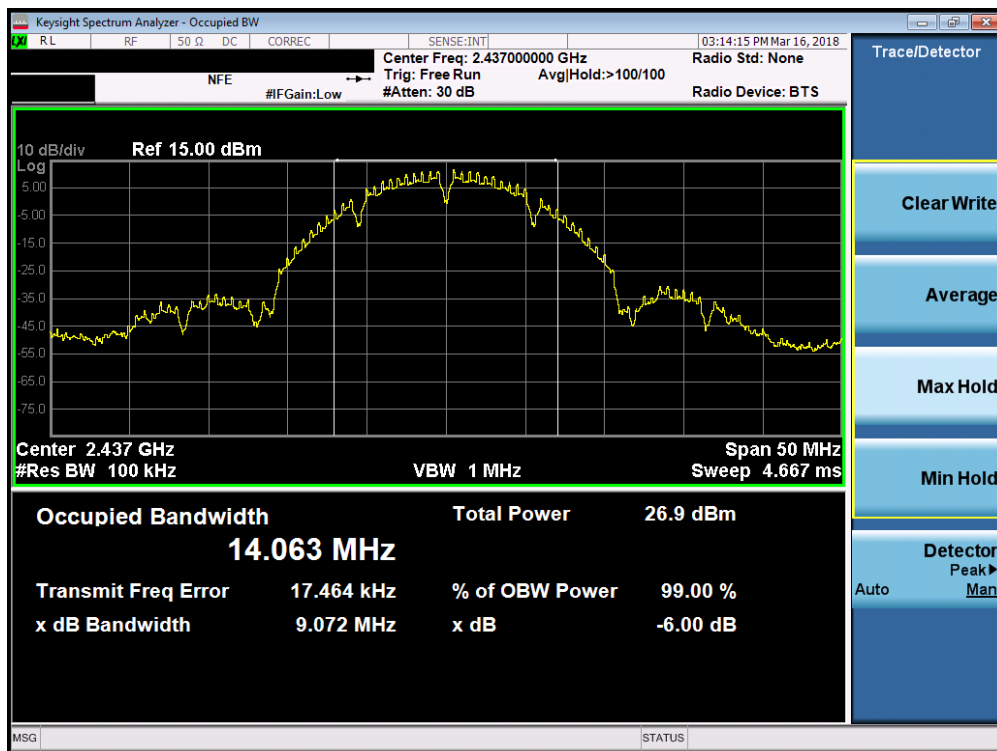 Keysight Spectrum Analyzer - Occupied BW
LXI RL RF 50 Ω DC CORREC SENSE:INT 03:14:15 PM Mar 16, 2018
Center Freq: 2.437000000 GHz Radio Std: None
NFE Trig: Free Run Avg|Hold:>100/100
#IFGain:Low #Atten: 30 dB Radio Device: BTS
10 dB/div Ref 15.00 dBm
Log
5.00
-5.00
-15.0
-25.0
-35.0
-45.0
-55.0
-65.0
-75.0
Center 2.437 GHz Span 50 MHz
#Res BW 100 kHz VBW 1 MHz Sweep 4.667 ms
Occupied Bandwidth Total Power 26.9 dBm
14.063 MHz
Transmit Freq Error 17.464 kHz % of OBW Power 99.00 %
x dB Bandwidth 9.072 MHz x dB -6.00 dB
MSG STATUS
Trace/Detector
Clear Write
Average
Max Hold
Min Hold
Detector
Peak▶
Auto Man